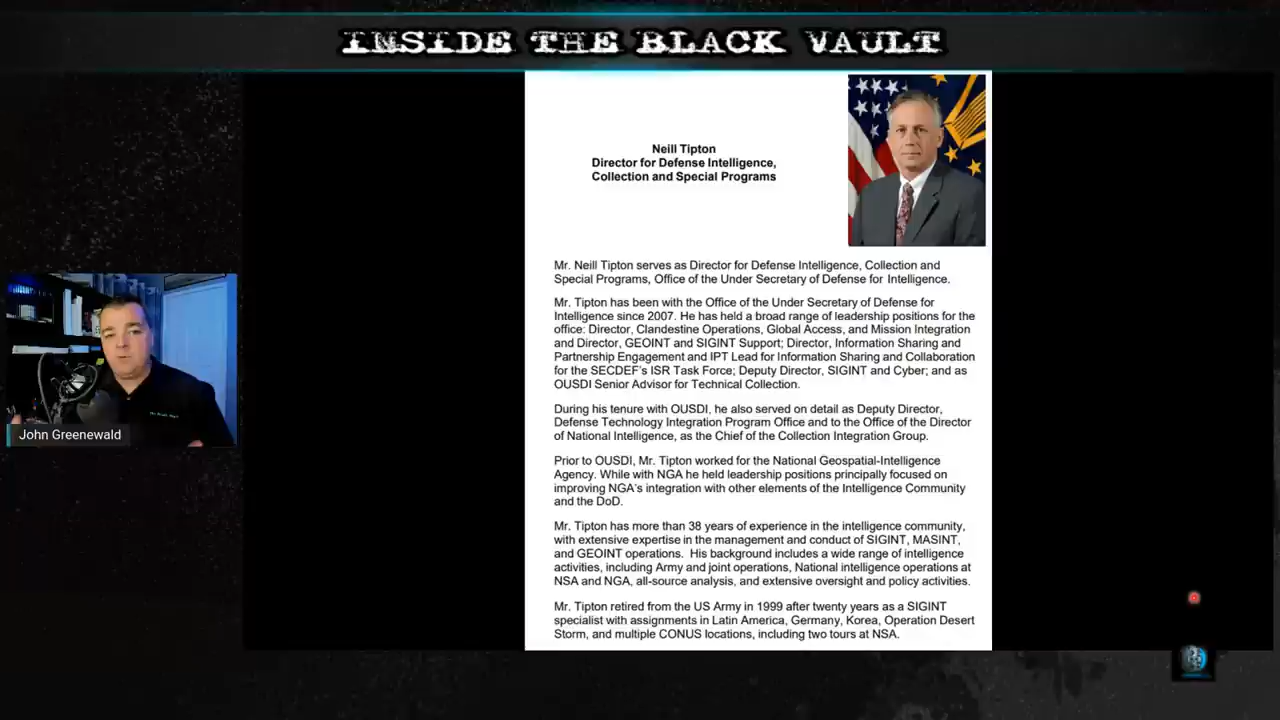 INSIDE THE BLACK VAULT
Neill Tipton
Director for Defense Intelligence,
Collection and Special Programs
Mr. Neill Tipton serves as Director for Defense Intelligence, Collection and
Special Programs, Office of the Under Secretary of Defense for Intelligence.
Mr. Tipton has been with the Office of the Under Secretary of Defense for
Intelligence since 2007. He has held a broad range of leadership positions for the
office: Director, Clandestine Operations, Global Access, and Mission Integration
and Director, GEOINT and SIGINT Support; Director, Information Sharing and
Partnership Engagement and IPT Lead for Information Sharing and Collaboration
for the SECDEF's ISR Task Force; Deputy Director, SIGINT and Cyber; and as
OUSDI Senior Advisor for Technical Collection.
During his tenure with OUSDI, he also served on detail as Deputy Director,
Defense Technology Integration Program Office and to the Office of the Director
of National Intelligence, as the Chief of the Collection Integration Group.
Prior to OUSDI, Mr. Tipton worked for the National Geospatial-Intelligence
Agency. While with NGA he held leadership positions principally focused on
improving NGA's integration with other elements of the Intelligence Community
and the DoD.
Mr. Tipton has more than 38 years of experience in the intelligence community,
with extensive expertise in the management and conduct of SIGINT, MASINT,
and GEOINT operations. His background includes a wide range of intelligence
activities, including Army and joint operations, National intelligence operations at
NSA and NGA, all-source analysis, and extensive oversight and policy activities.
Mr. Tipton retired from the US Army in 1999 after twenty years as a SIGINT
specialist with assignments in Latin America, Germany, Korea, Operation Desert
Storm, and multiple CONUS locations, including two tours at NSA.
John Greenewald